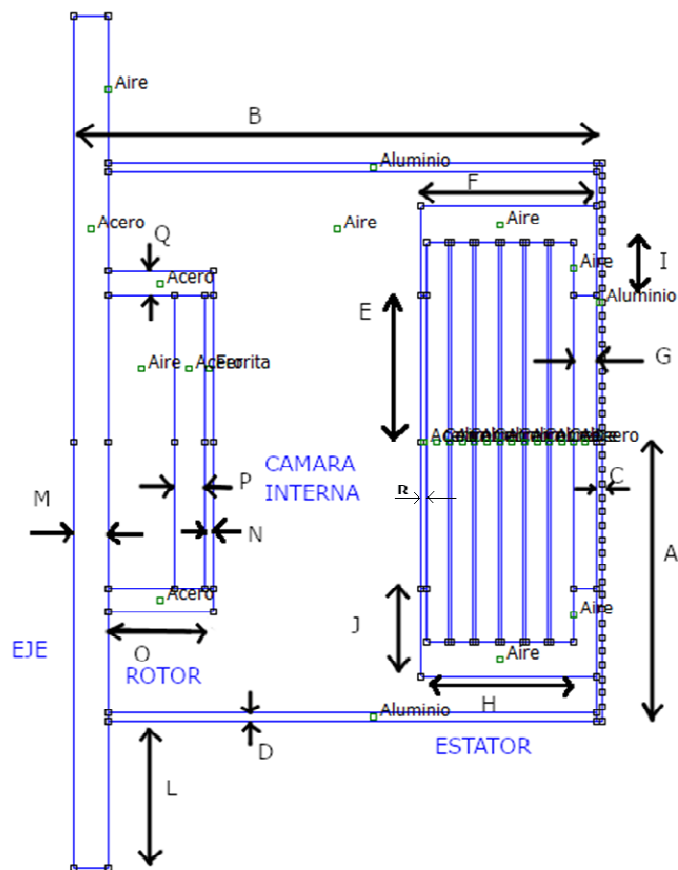 Aire
B
Aluminio
F
Acero
Aire
Aire
Q
Acero
Aire
I
E
Aluminio
Aire
Acero
Ferrita
G
CAMARA
INTERNA
P
R
C
M
N
A
Acero
J
Aire
O
EJE
ROTOR
Aire
H
Aluminio
D
ESTATOR
L